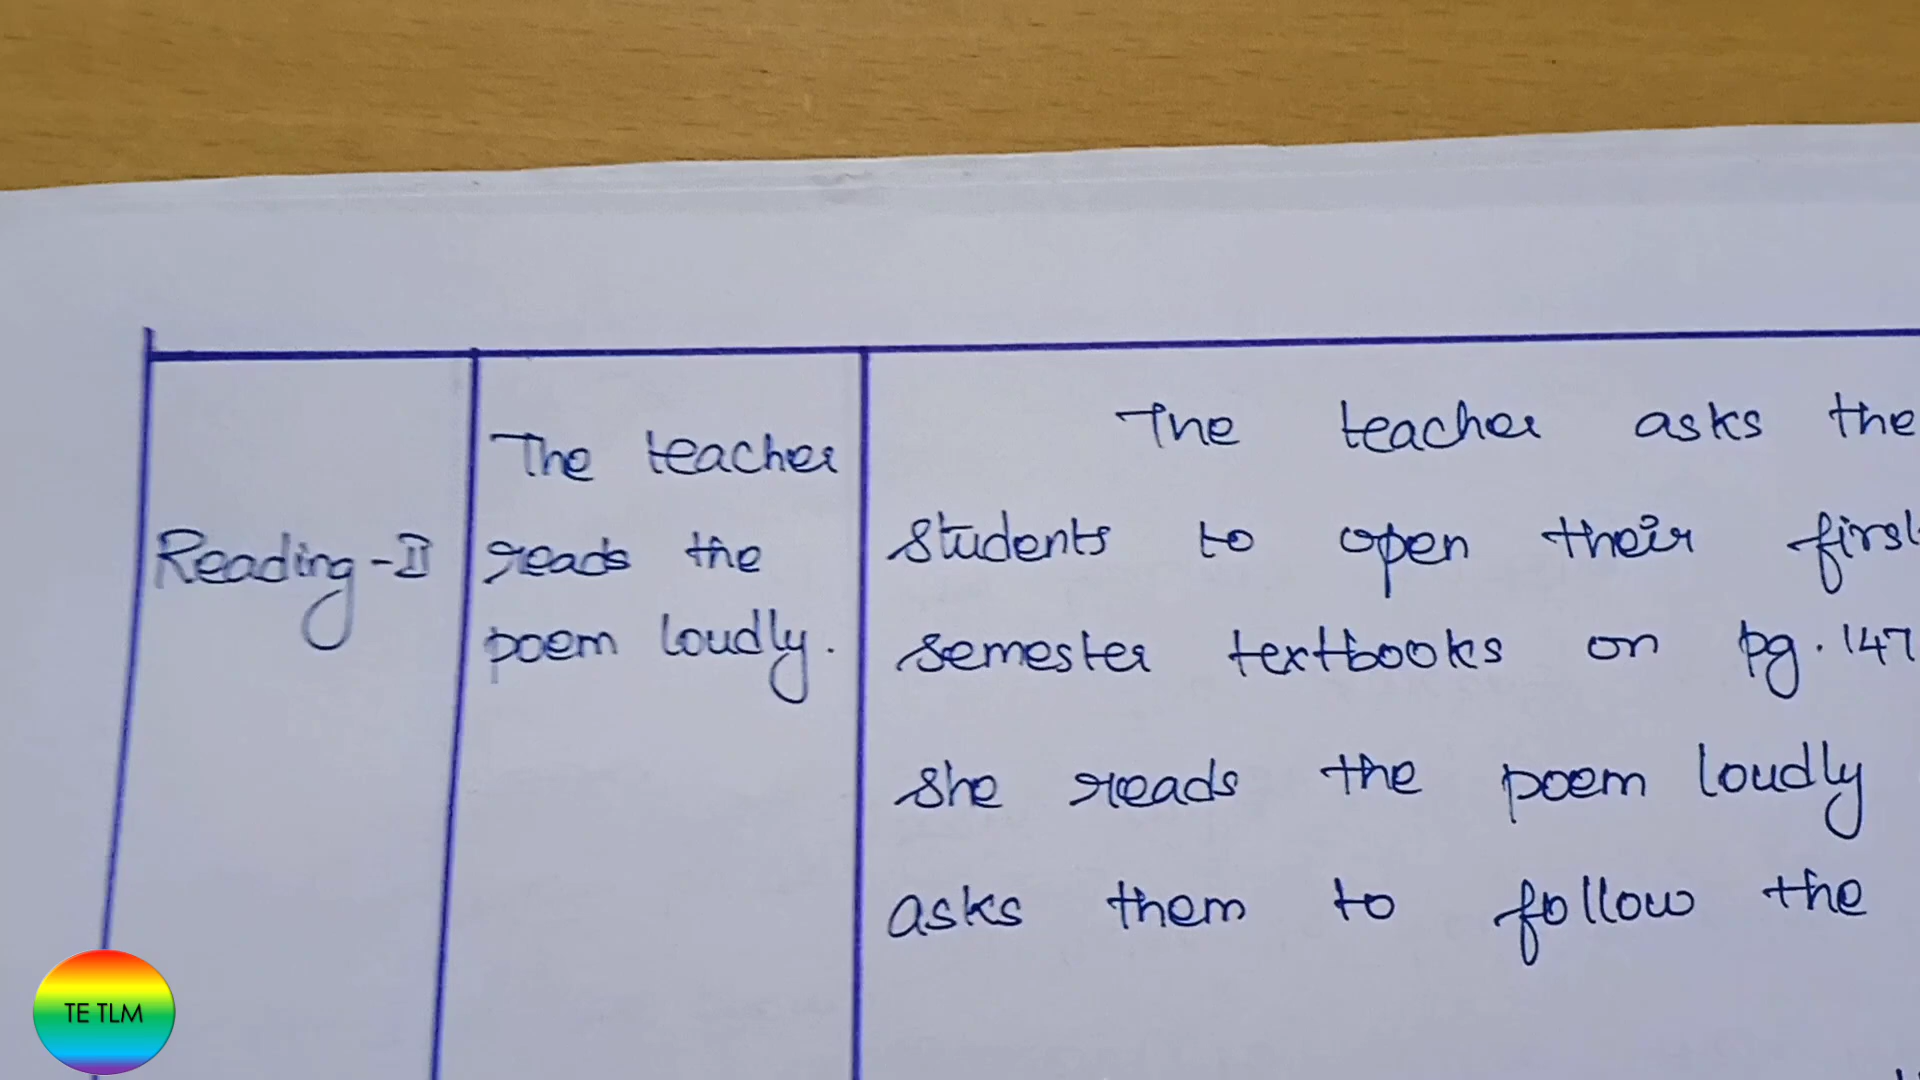 Reading-II
The teacher
reads the
poem loudly.
The teacher asks the
students to open their first
semester textbooks on pg. 147
she reads the poem loudly
asks them to follow the
TE TLM